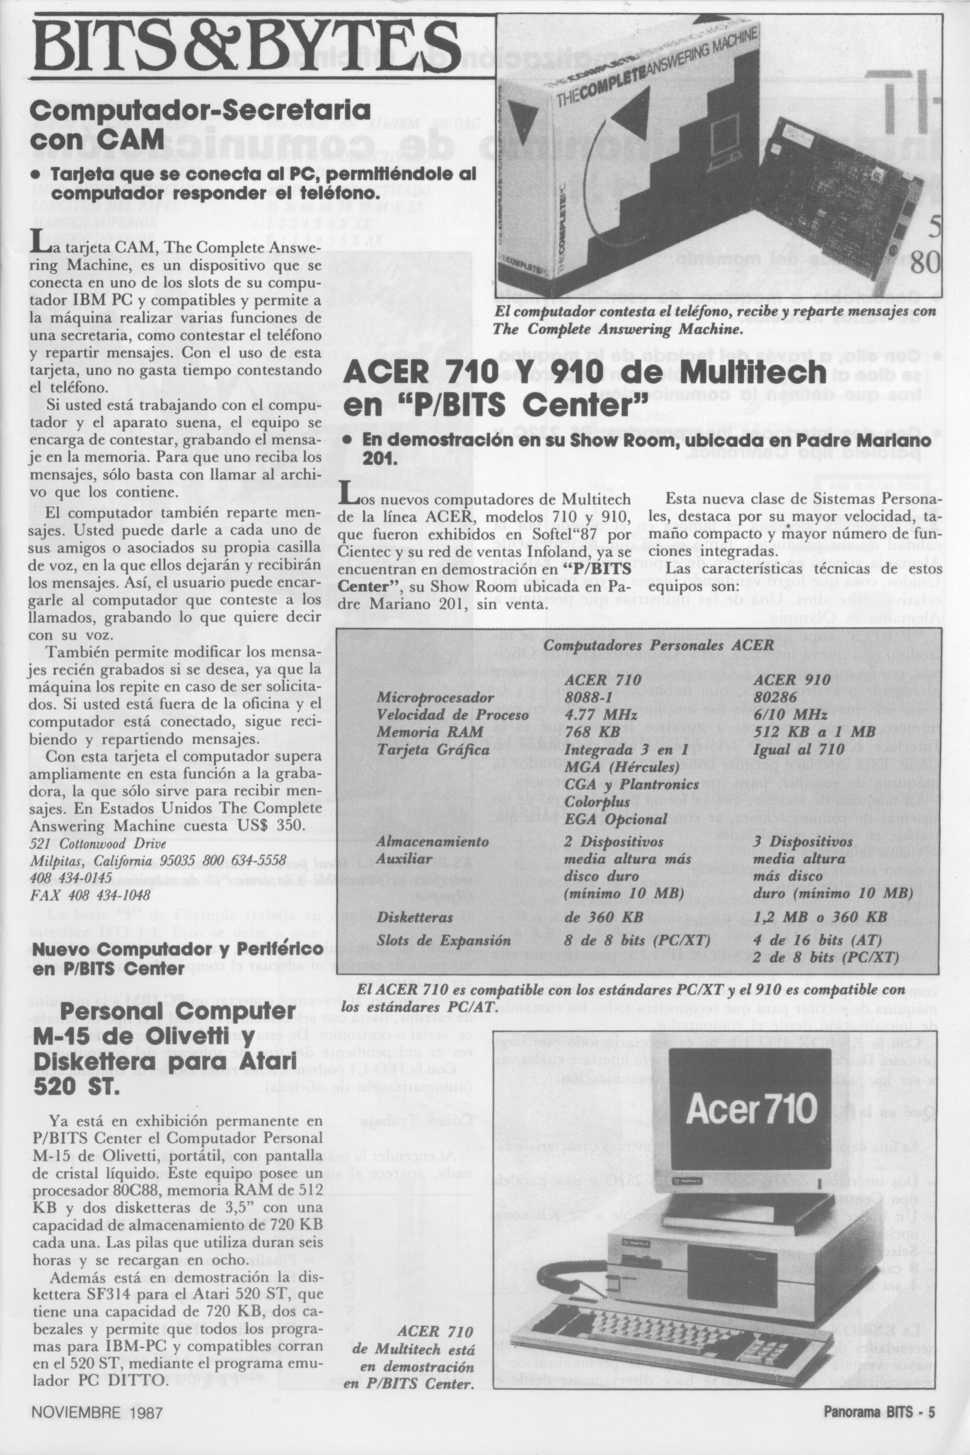 BITS&BYTES
Computador-Secretaria
con CAM
● Tarjeta que se conecta al PC, permitiéndole al
computador responder el teléfono.
La tarjeta CAM, The Complete Answe-
ring Machine, es un dispositivo que se
conecta en uno de los slots de su compu-
tador IBM PC y compatibles y permite a
la máquina realizar varias funciones de
una secretaria, como contestar el teléfono
y repartir mensajes. Con el uso de esta
tarjeta, uno no gasta tiempo contestando
el teléfono.
Si usted está trabajando con el compu-
tador y el aparato suena, el equipo se
encarga de contestar, grabando el mensa-
je en la memoria. Para que uno reciba los
mensajes, sólo basta con llamar al archi-
vo que los contiene.
El computador también reparte men-
sajes. Usted puede darle a cada uno de
sus amigos o asociados su propia casilla
de voz, en la que ellos dejarán y recibirán
los mensajes. Así, el usuario puede encar-
garle al computador que conteste a los
llamados, grabando lo que quiere decir
con su voz.
También permite modificar los mensa-
jes recién grabados si se desea, ya que la
máquina los repite en caso de ser solicita-
dos. Si usted está fuera de la oficina y el
computador está conectado, sigue reci-
biendo y repartiendo mensajes.
Con esta tarjeta el computador supera
ampliamente en esta función a la graba-
dora, la que sólo sirve para recibir men-
sajes. En Estados Unidos The Complete
Answering Machine cuesta US$ 350.
521 Cottonwood Drive
Milpitas, California 95035 800 634-5558
408 434-0145
FAX 408 434-1048
Nuevo Computador y Periférico
en P/BITS Center
Personal Computer
M-15 de Olivetti y
Diskettera para Atari
520 ST.
Ya está en exhibición permanente en
P/BITS Center el Computador Personal
M-15 de Olivetti, portátil, con pantalla
de cristal líquido. Este equipo posee un
procesador 80C88, memoria RAM de 512
KB y dos disketteras de 3,5” con una
capacidad de almacenamiento de 720 KB
cada una. Las pilas que utiliza duran seis
horas y se recargan en ocho.
Además está en demostración la dis-
kettera SF314 para el Atari 520 ST, que
tiene una capacidad de 720 KB, dos ca-
bezales y permite que todos los progra-
mas para IBM-PC y compatibles corran
en el 520 ST, mediante el programa emu-
lador PC DITTO.
THE COMPLETE ANSWERING MACHINE
THE COMPLETE PC
El computador contesta el teléfono, recibe y reparte mensajes con
The Complete Answering Machine.
ACER 710 Y 910 de Multitech
en “P/BITS Center”
● En demostración en su Show Room, ubicada en Padre Mariano
201.
Los nuevos computadores de Multitech
de la línea ACER, modelos 710 y 910,
que fueron exhibidos en Softel“87 por
Cientec y su red de ventas Infoland, ya se
encuentran en demostración en “P/BITS
Center”, su Show Room ubicada en Pa-
dre Mariano 201, sin venta.
Esta nueva clase de Sistemas Persona-
les, destaca por su mayor velocidad, ta-
maño compacto y mayor número de fun-
ciones integradas.
Las características técnicas de estos
equipos son:
Computadores Personales ACER
ACER 710 ACER 910
Microprocesador 8088-1 80286
Velocidad de Proceso 4.77 MHz 6/10 MHz
Memoria RAM 768 KB 512 KB a 1 MB
Tarjeta Gráfica Integrada 3 en 1 Igual al 710
MGA (Hércules)
CGA y Plantronics
Colorplus
EGA Opcional
Almacenamiento 2 Dispositivos 3 Dispositivos
Auxiliar media altura más media altura
disco duro más disco
(mínimo 10 MB) duro (mínimo 10 MB)
Disketteras de 360 KB 1,2 MB o 360 KB
Slots de Expansión 8 de 8 bits (PC/XT) 4 de 16 bits (AT)
2 de 8 bits (PC/XT)
El ACER 710 es compatible con los estándares PC/XT y el 910 es compatible con
los estándares PC/AT.
Acer 710
ACER 710
de Multitech está
en demostración
en P/BITS Center.
NOVIEMBRE 1987
Panorama BITS - 5